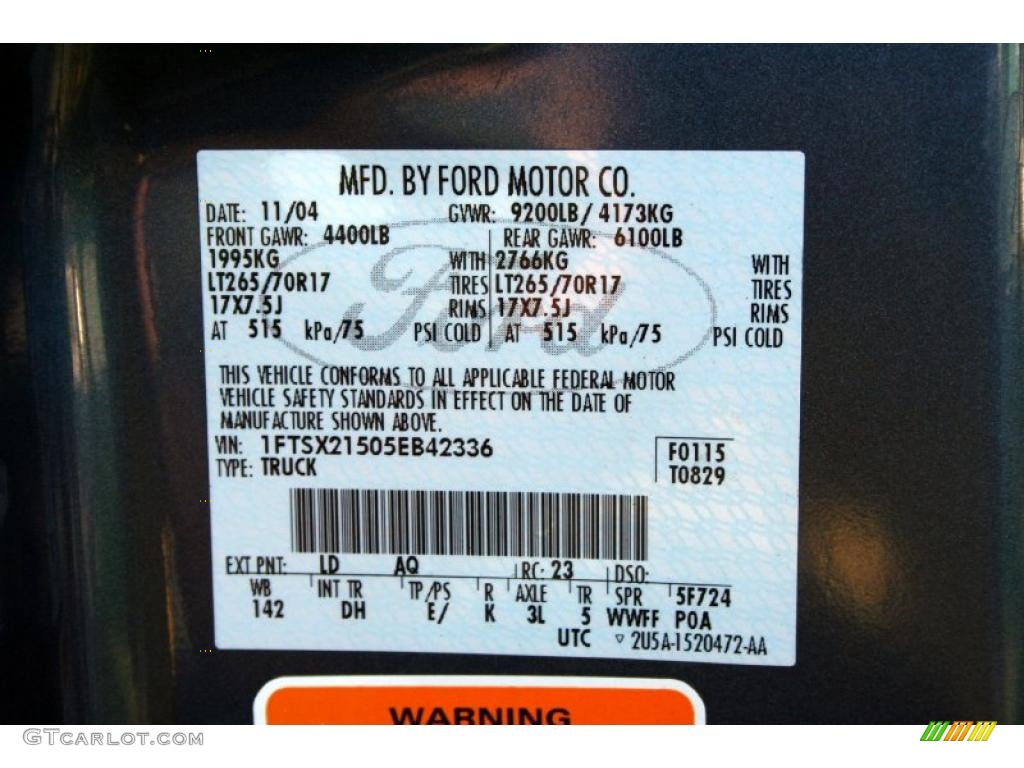 MFD. BY FORD MOTOR CO.
DATE: 11/04 GVWR: 9200LB/ 4173KG
FRONT GAWR: 4400LB REAR GAWR: 6100LB
1995KG WITH 2766KG WITH
LT265/70R17 TIRES LT265/70R17 TIRES
17X7.5J RIMS 17X7.5J RIMS
AT 515 kPa/75 PSI COLD AT 515 kPa/75 PSI COLD
Ford
THIS VEHICLE CONFORMS TO ALL APPLICABLE FEDERAL MOTOR
VEHICLE SAFETY STANDARDS IN EFFECT ON THE DATE OF
MANUFACTURE SHOWN ABOVE.
VIN: 1FTSX21505EB42336 F0115
TYPE: TRUCK T0829
EXT PNT: LD AQ RC: 23 DSO:
WB INT TR TP/PS R AXLE TR SPR 5F724
142 DH E/ K 3L 5 WWFF POA
UTC ▽ 2U5A-1520472-AA
WARNING
GTCARLOT.COM